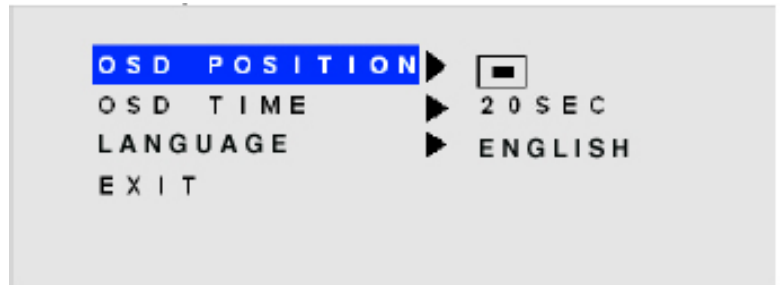 OSD POSITION
OSD TIME 20SEC
LANGUAGE ENGLISH
EXIT